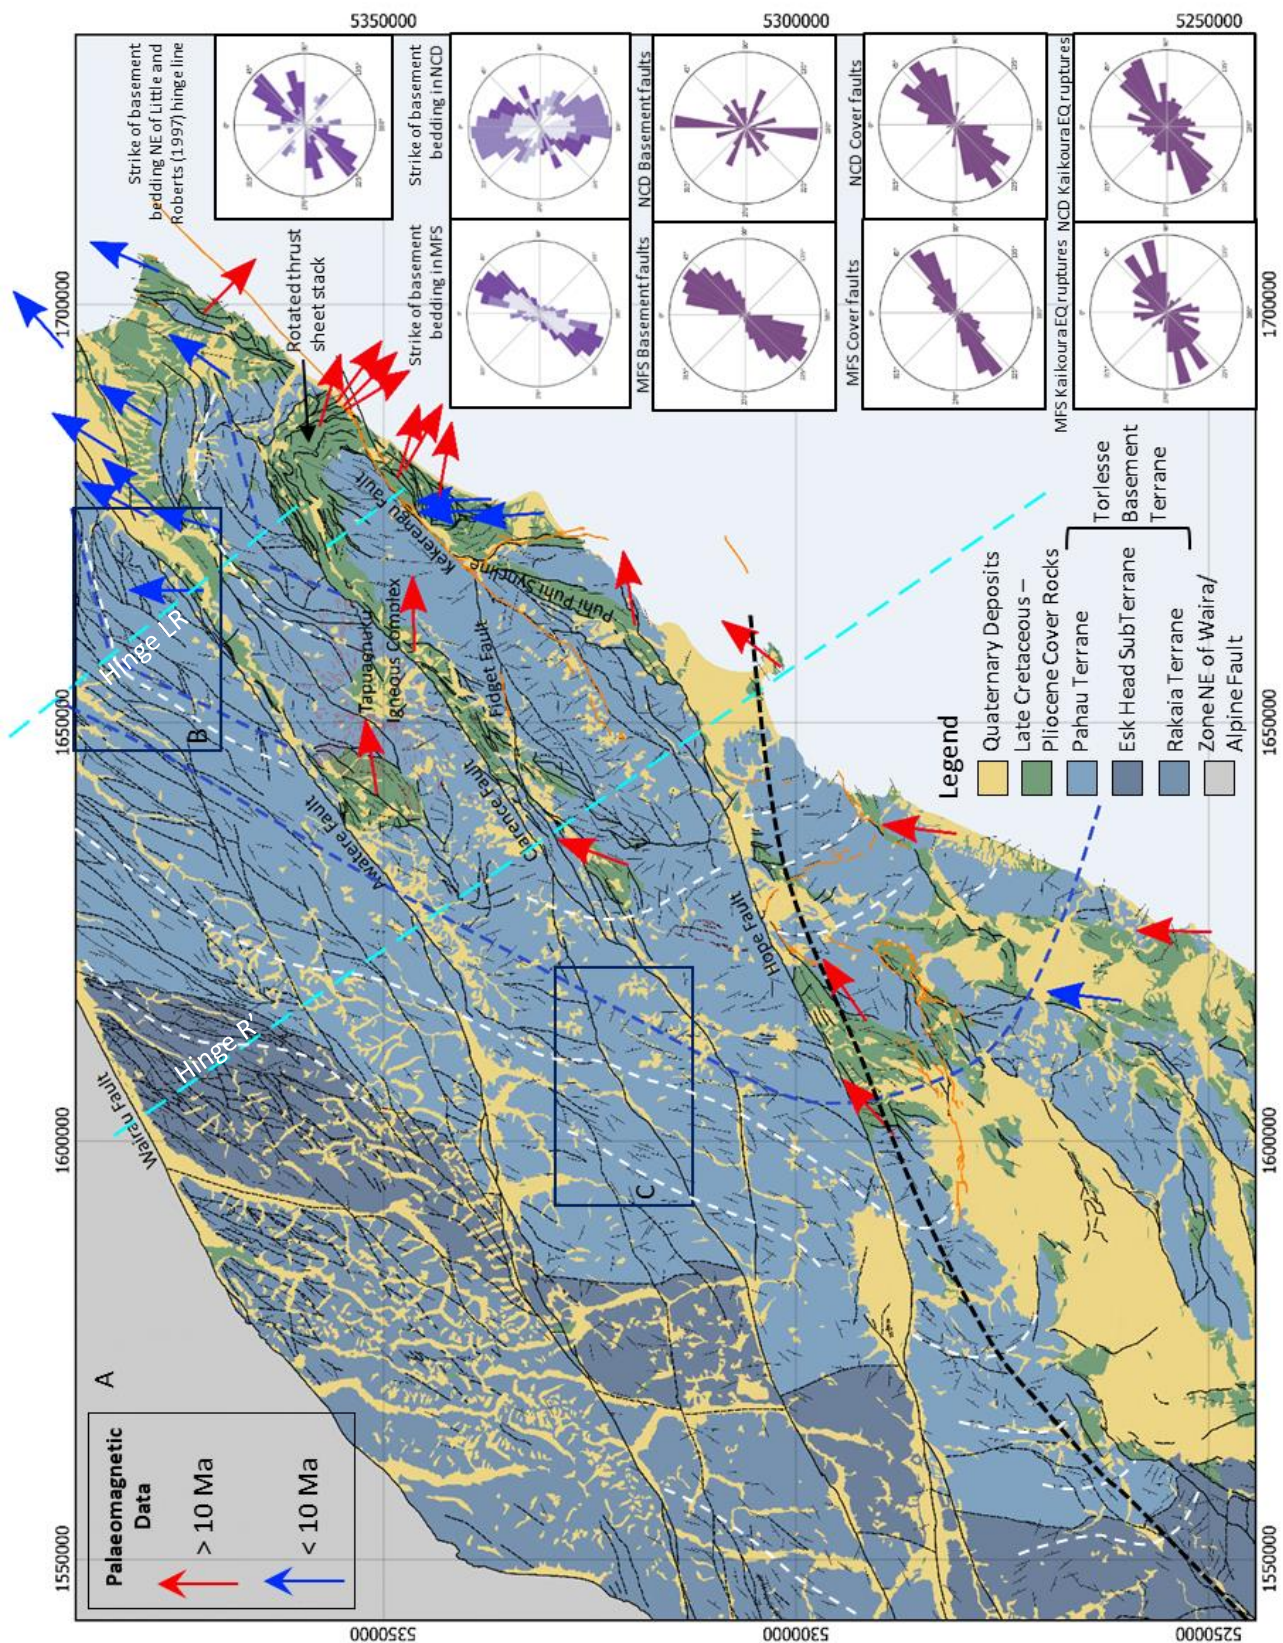 5350000
5300000
5250000
1700000
1650000
1600000
1550000
A
Palaeomagnetic
Data
> 10 Ma
< 10 Ma
Wairau Fault
Hinge R'
Hinge LR
B
C
Awatere Fault
Clarence Fault
Fidget Fault
Hope Fault
Kekerengu Fault
Puhi Puhi Syncline
Tapuaenuku
Igneous Complex
Rotated thrust
sheet stack
Strike of basement
bedding NE of Little and
Roberts (1997) hinge line
Strike of basement
bedding in MFS
Strike of basement
bedding in NCD
MFS Basement faults
NCD Basement faults
MFS Cover faults
NCD Cover faults
MFS Kaikoura EQ ruptures
NCD Kaikoura EQ ruptures
Legend
Quaternary Deposits
Late Cretaceous –
Pliocene Cover Rocks
Pahau Terrane
Esk Head SubTerrane
Rakaia Terrane
Zone NE of Waira/
Alpine Fault
Torlesse
Basement
Terrane
1700000
1650000
1600000
1550000
5350000
5300000
5250000